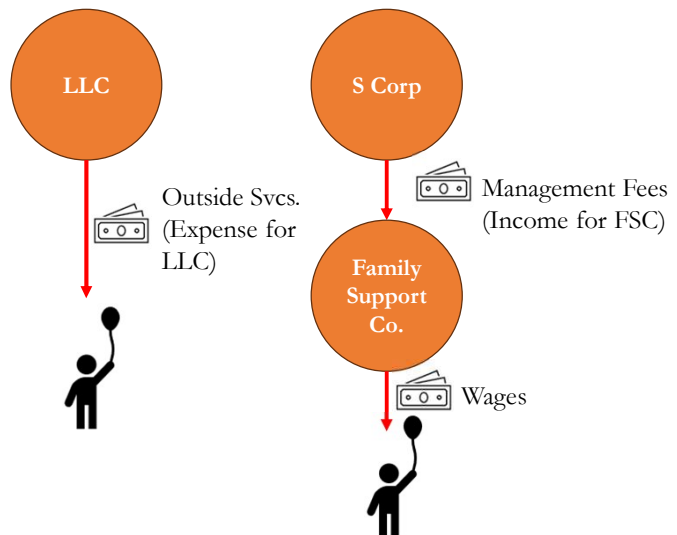 LLC
S Corp
Outside Svcs.
(Expense for
LLC)
Management Fees
(Income for FSC)
Family
Support
Co.
Wages